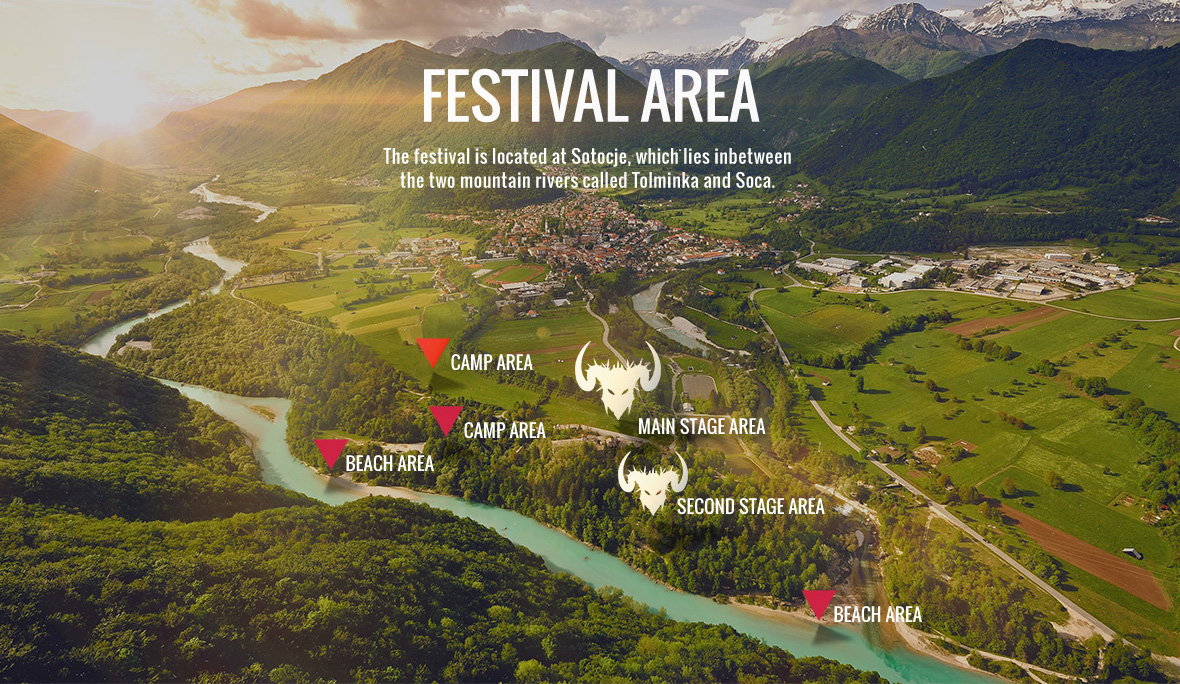 FESTIVAL AREA
The festival is located at Sotocje, which lies inbetween
the two mountain rivers called Tolminka and Soca.
CAMP AREA
CAMP AREA
MAIN STAGE AREA
BEACH AREA
SECOND STAGE AREA
BEACH AREA